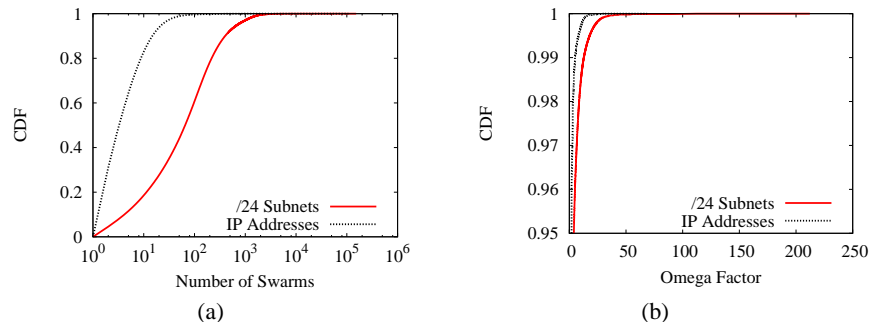 1
0.8
0.6
0.4
0.2
0
CDF
10^0 10^1 10^2 10^3 10^4 10^5 10^6
Number of Swarms
/24 Subnets
IP Addresses
(a)
1
0.99
0.98
0.97
0.96
0.95
CDF
0 50 100 150 200 250
Omega Factor
/24 Subnets
IP Addresses
(b)